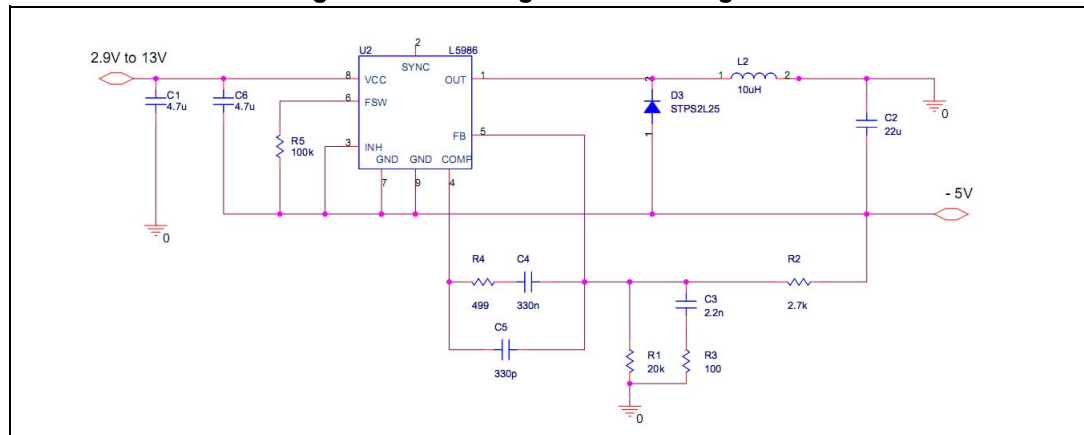 2.9V to 13V
U2
L5986
2
SYNC
8
VCC
OUT
1
6
FSW
FB
5
3
INH
GND
GND
COMP
7
9
4
C1
4.7u
C6
4.7u
R5
100k
0
2
D3
STPS2L25
1
1
L2
2
10uH
0
C2
22u
- 5V
R4
499
C4
330n
C5
330p
C3
2.2n
R2
2.7k
R1
20k
R3
100
0